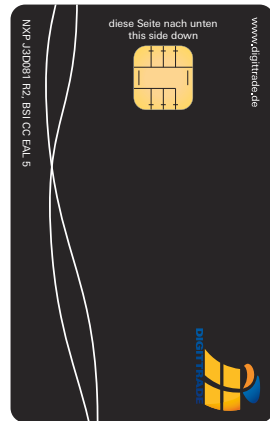 diese Seite nach unten
this side down
www.digittrade.de
NXP J3D081 R2, BSI CC EAL 5
DIGITTRADE